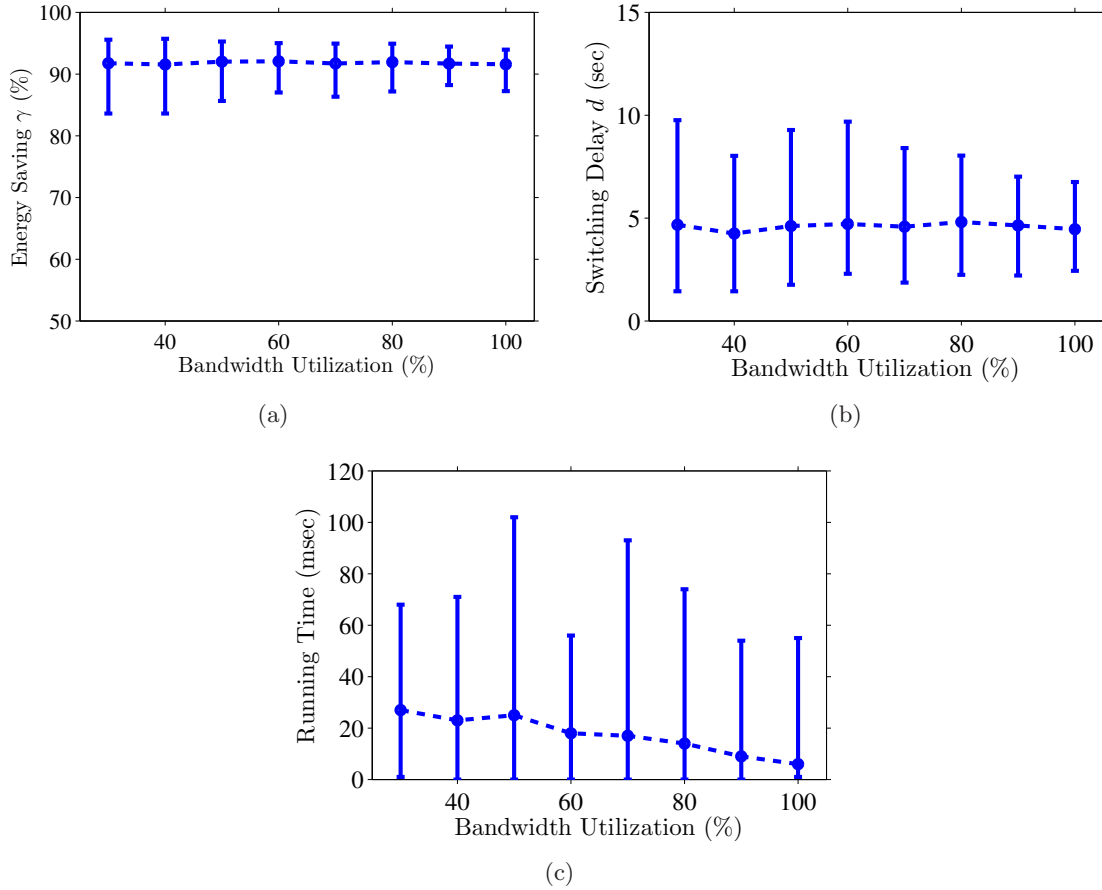 100
90
80
70
60
50
Energy Saving γ (%)
40 60 80 100
Bandwidth Utilization (%)
(a)
15
10
5
0
Switching Delay d (sec)
40 60 80 100
Bandwidth Utilization (%)
(b)
120
100
80
60
40
20
0
Running Time (msec)
40 60 80 100
Bandwidth Utilization (%)
(c)